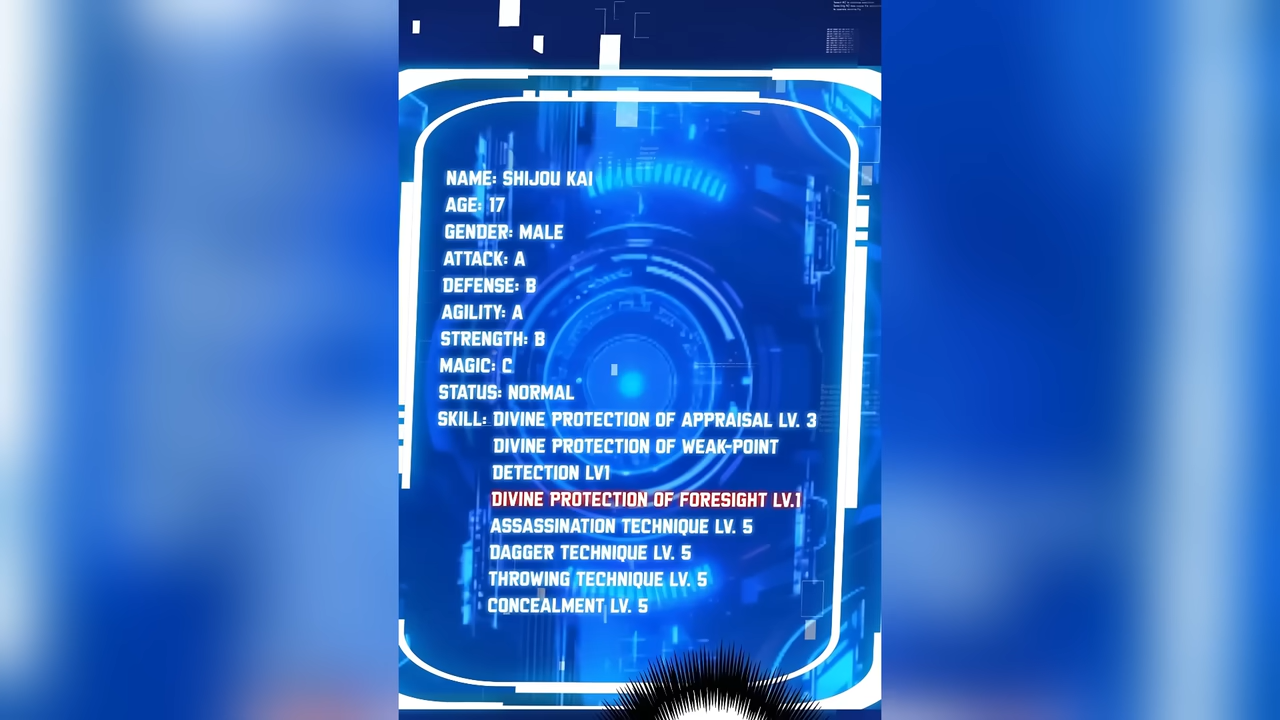 NAME: SHIJOU KAI
AGE: 17
GENDER: MALE
ATTACK: A
DEFENSE: B
AGILITY: A
STRENGTH: B
MAGIC: C
STATUS: NORMAL
SKILL: DIVINE PROTECTION OF APPRAISAL LV. 3
DIVINE PROTECTION OF WEAK-POINT
DETECTION LV1
DIVINE PROTECTION OF FORESIGHT LV.1
ASSASSINATION TECHNIQUE LV. 5
DAGGER TECHNIQUE LV. 5
THROWING TECHNIQUE LV. 5
CONCEALMENT LV. 5